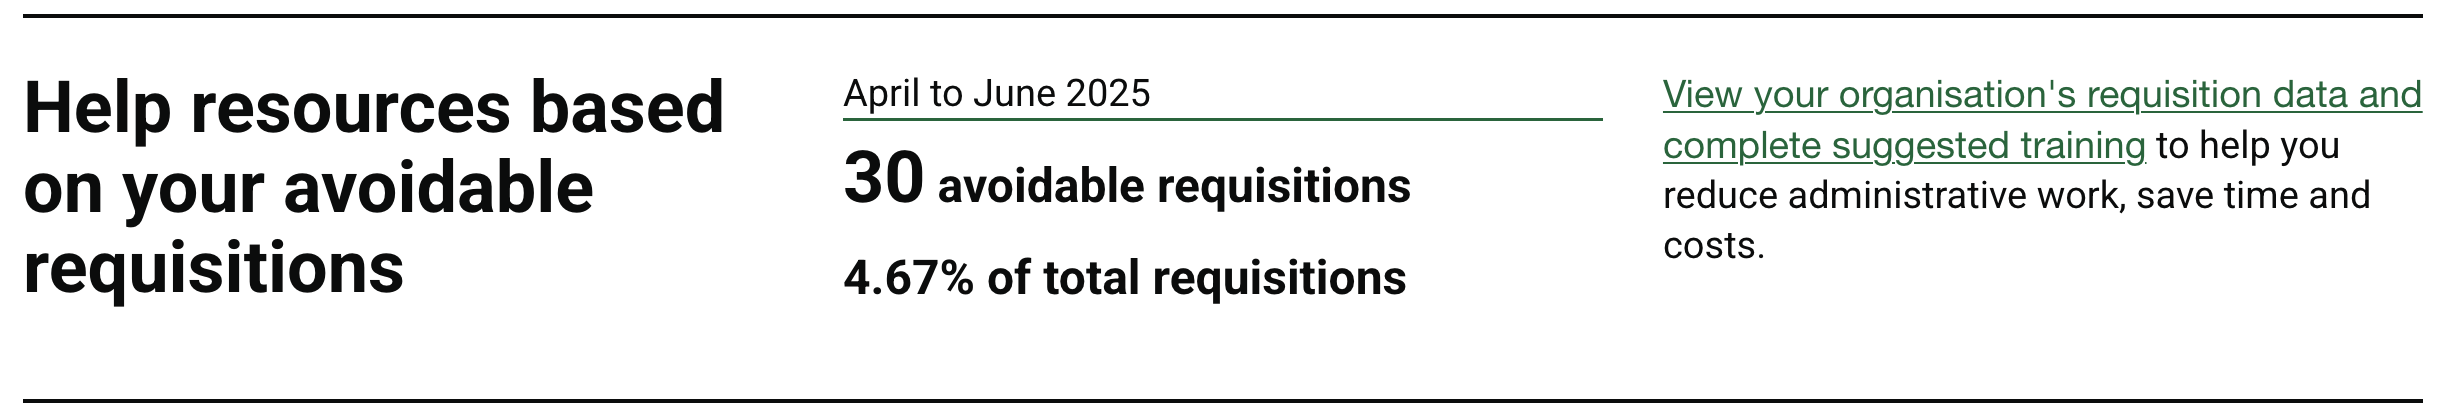 Help resources based
on your avoidable
requisitions
April to June 2025
30 avoidable requisitions
4.67% of total requisitions
View your organisation's requisition data and
complete suggested training to help you
reduce administrative work, save time and
costs.